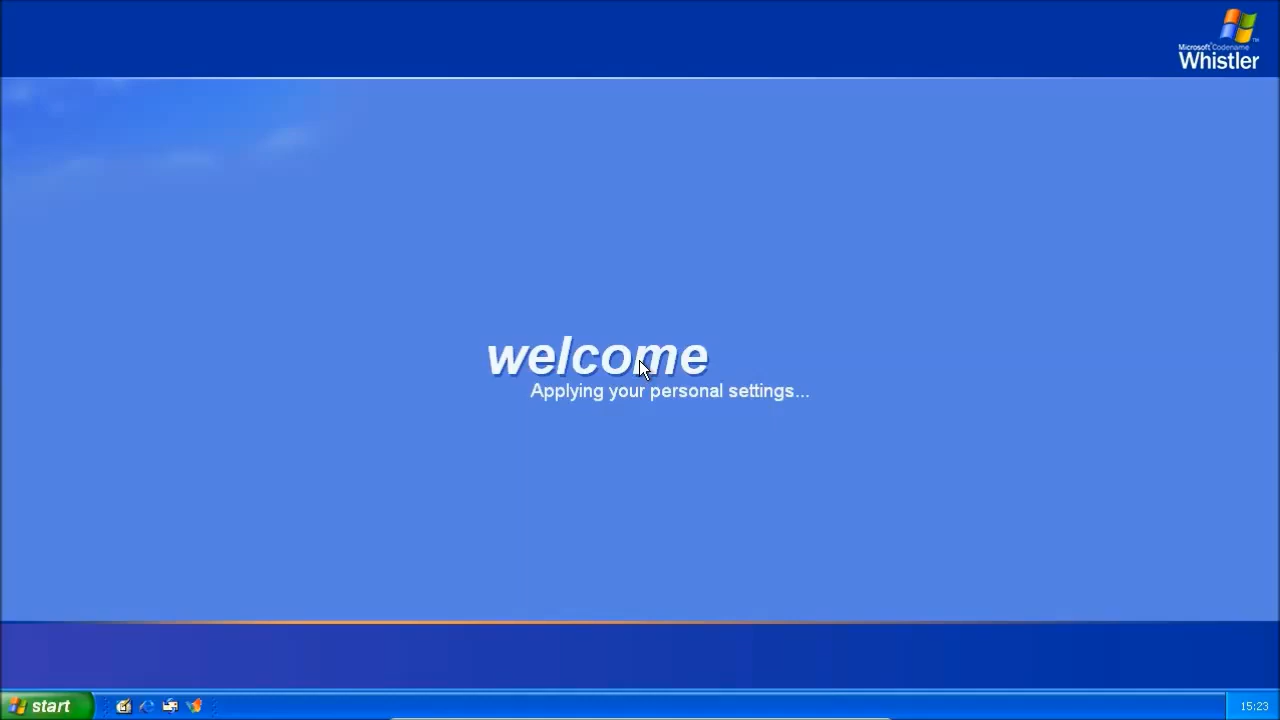 Microsoft Codename
Whistler
welcome
Applying your personal settings...
start
15:23